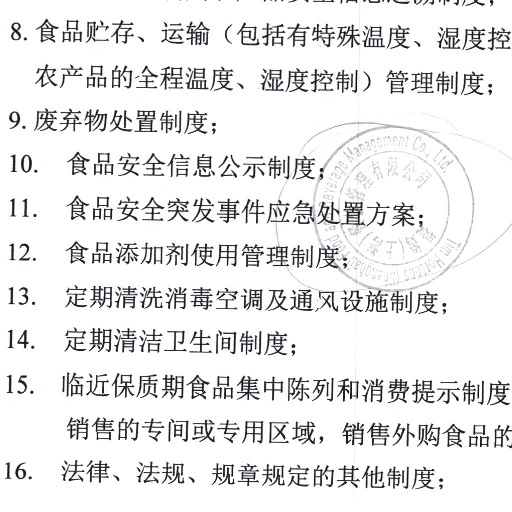 8. 食品贮存、运输（包括有特殊温度、湿度控
农产品的全程温度、湿度控制）管理制度；
9. 废弃物处置制度；
10. 食品安全信息公示制度；
11. 食品安全突发事件应急处置方案；
12. 食品添加剂使用管理制度；
13. 定期清洗消毒空调及通风设施制度；
14. 定期清洁卫生间制度；
15. 临近保质期食品集中陈列和消费提示制度
销售的专间或专用区域，销售外购食品的
16. 法律、法规、规章规定的其他制度；
Beverage Management Co., Ltd.
管理有限公司
Tim Hortons (Shanghai)